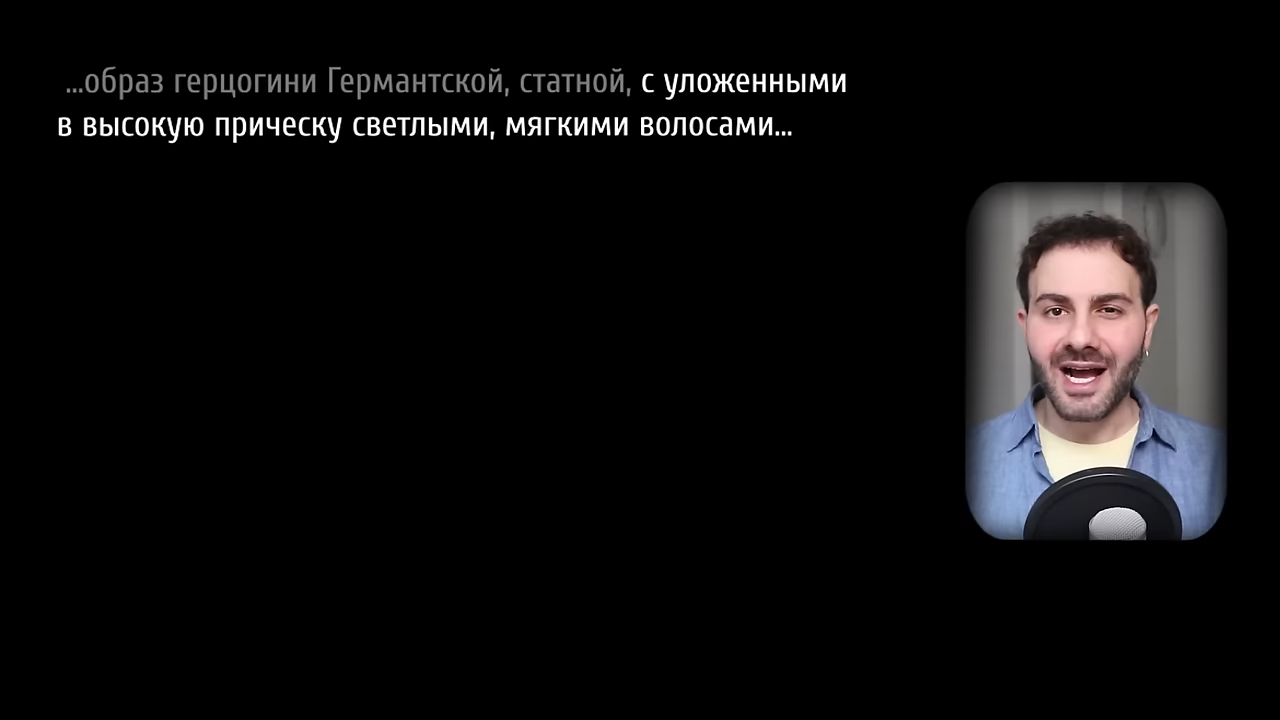 ...образ герцогини Германтской, статной, с уложенными
в высокую прическу светлыми, мягкими волосами...